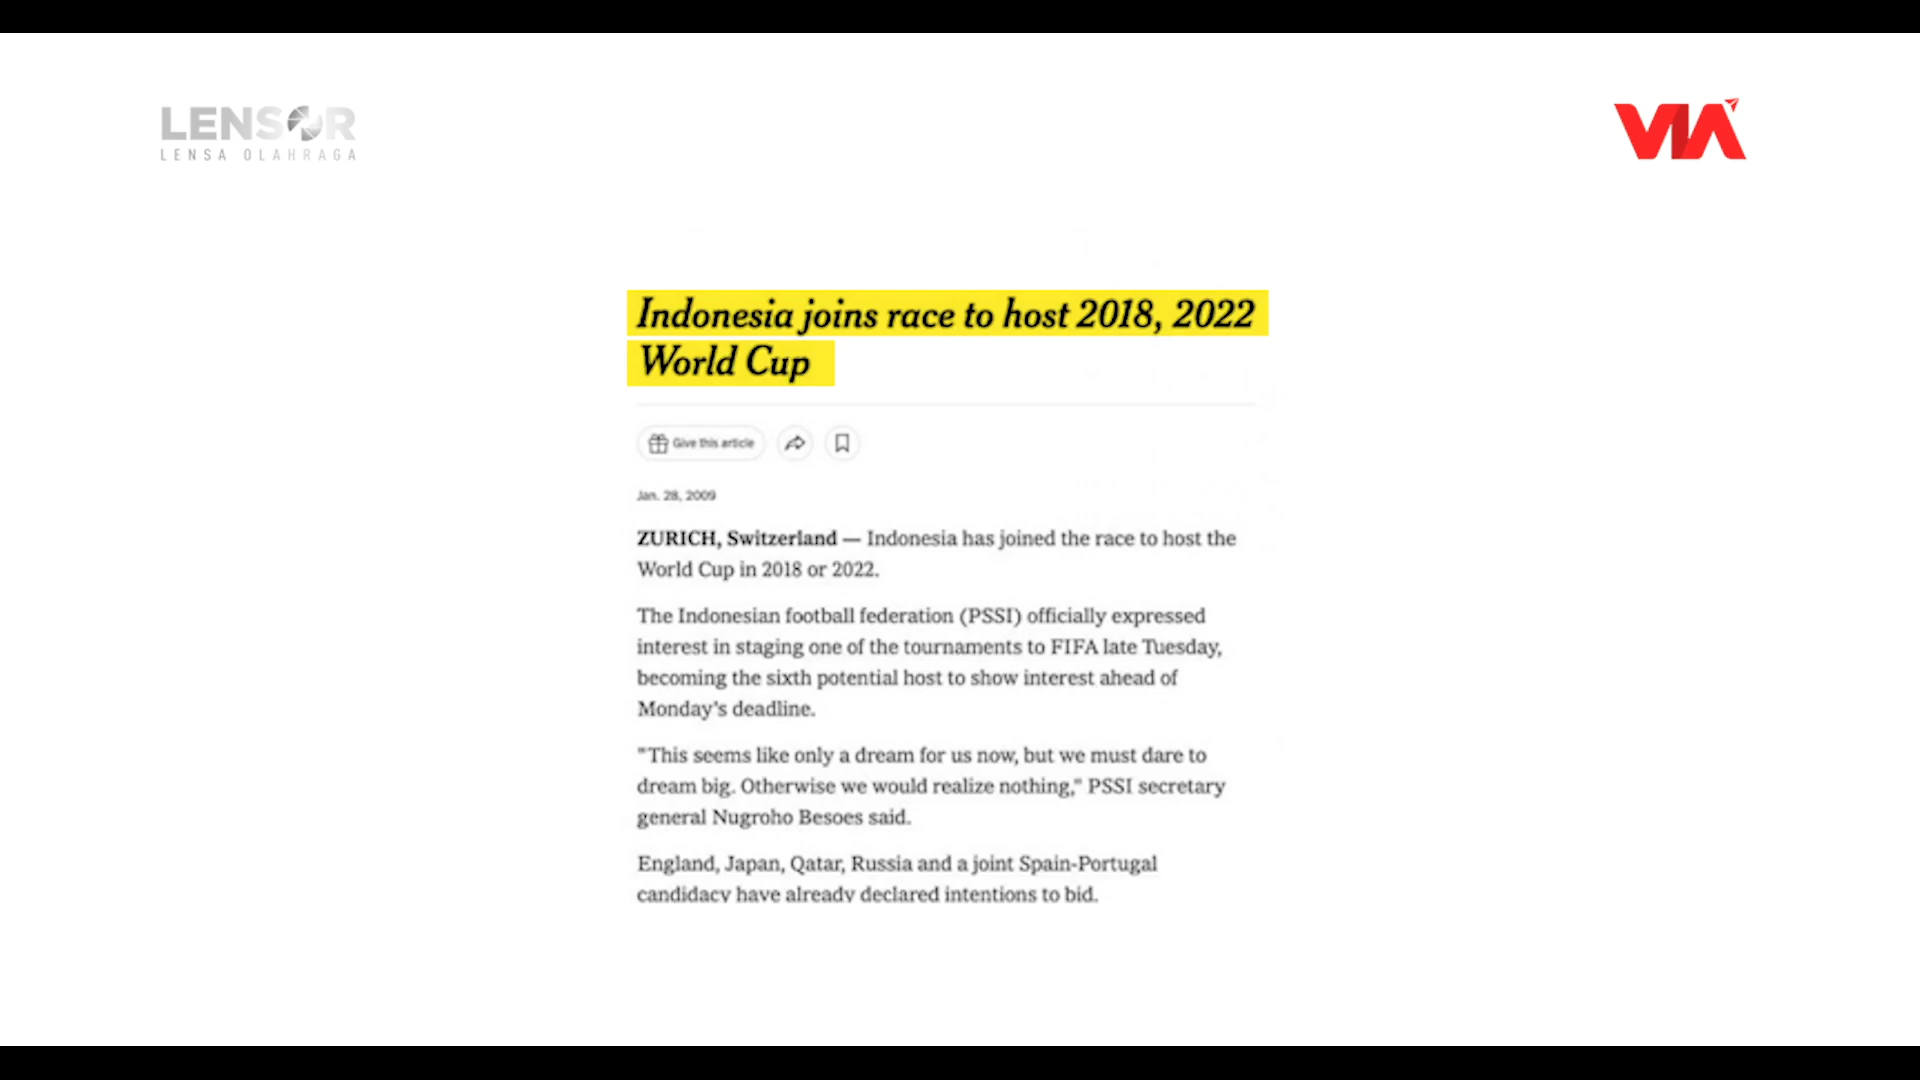 LENSOR
LENSA OLAHRAGA
VIA
Indonesia joins race to host 2018, 2022
World Cup
Give this article
Jan. 28, 2009
ZURICH, Switzerland — Indonesia has joined the race to host the
World Cup in 2018 or 2022.
The Indonesian football federation (PSSI) officially expressed
interest in staging one of the tournaments to FIFA late Tuesday,
becoming the sixth potential host to show interest ahead of
Monday's deadline.
"This seems like only a dream for us now, but we must dare to
dream big. Otherwise we would realize nothing," PSSI secretary
general Nugroho Besoes said.
England, Japan, Qatar, Russia and a joint Spain-Portugal
candidacy have already declared intentions to bid.